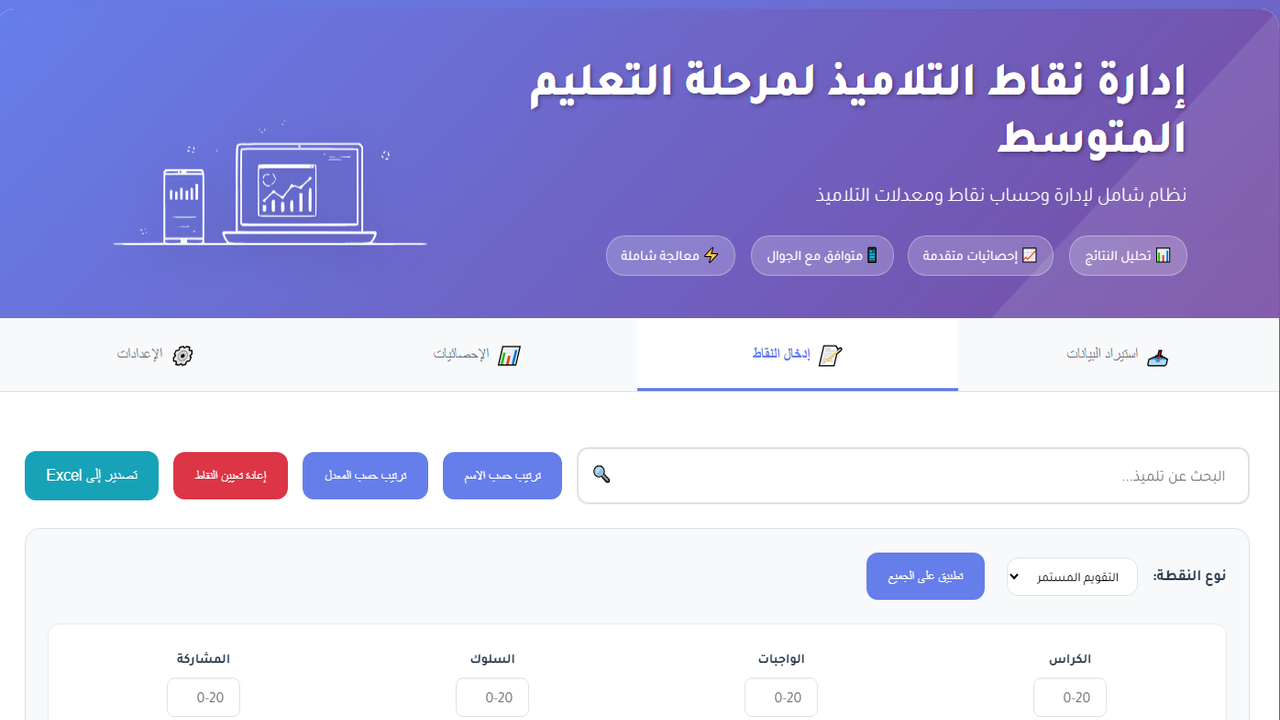 إدارة نقاط التلاميذ لمرحلة التعليم
المتوسط
نظام شامل لإدارة وحساب نقاط ومعدلات التلاميذ
📊 تحليل النتائج
📈 إحصائيات متقدمة
📱 متوافق مع الجوال
⚡ معالجة شاملة
استيراد البيانات
إدخال النقاط
الإحصائيات
الإعدادات
البحث عن تلميذ...
ترتيب حسب الاسم
ترتيب حسب المعدل
إعادة تعيين النقاط
تصدير إلى Excel
نوع النقطة:
التقويم المستمر
تطبيق على الجميع
الكراس
الواجبات
السلوك
المشاركة
0-20
0-20
0-20
0-20